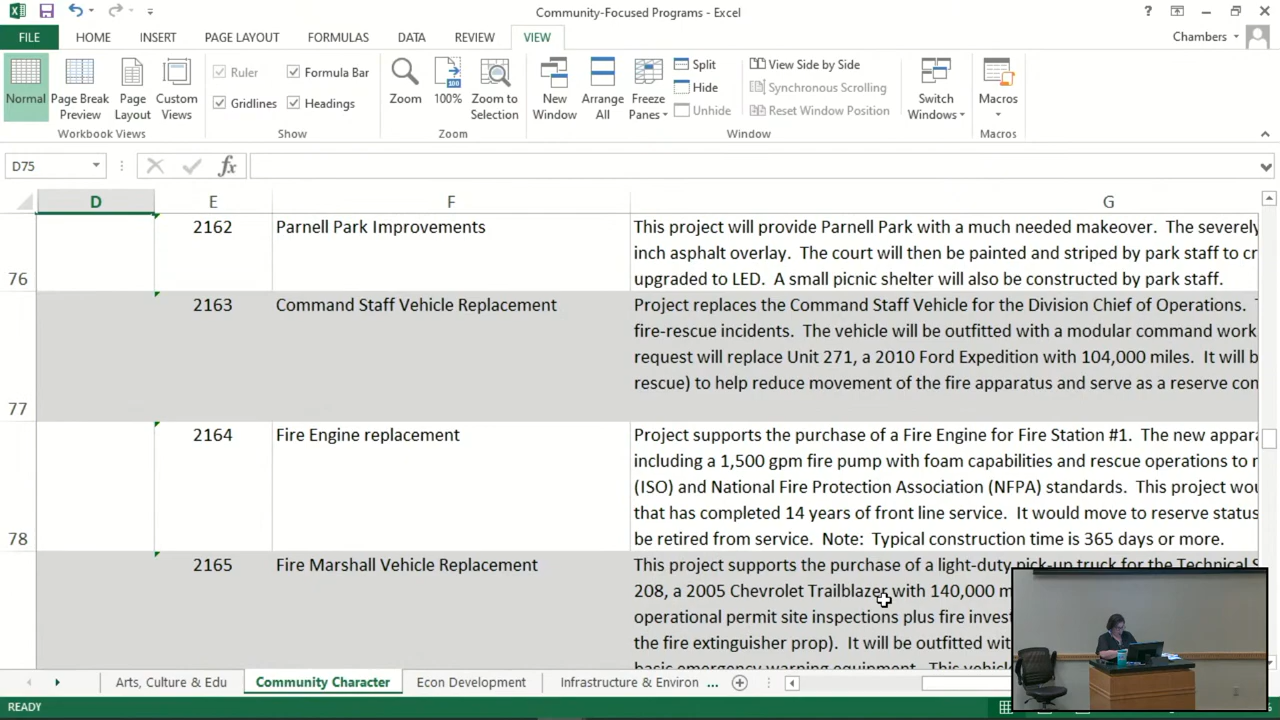 Community-Focused Programs - Excel
FILE HOME INSERT PAGE LAYOUT FORMULAS DATA REVIEW VIEW Chambers
Normal
Page Break Preview
Page Layout
Custom Views
Workbook Views
Ruler
Formula Bar
Gridlines
Headings
Show
Zoom
100%
Zoom to Selection
Zoom
New Window
Arrange All
Freeze Panes
Split
Hide
Unhide
View Side by Side
Synchronous Scrolling
Reset Window Position
Window
Switch Windows
Macros
Macros
D75
fx
D E F G
76
2162
Parnell Park Improvements
This project will provide Parnell Park with a much needed makeover. The severely
inch asphalt overlay. The court will then be painted and striped by park staff to cr
upgraded to LED. A small picnic shelter will also be constructed by park staff.
77
2163
Command Staff Vehicle Replacement
Project replaces the Command Staff Vehicle for the Division Chief of Operations.
fire-rescue incidents. The vehicle will be outfitted with a modular command work
request will replace Unit 271, a 2010 Ford Expedition with 104,000 miles. It will b
rescue) to help reduce movement of the fire apparatus and serve as a reserve con
78
2164
Fire Engine replacement
Project supports the purchase of a Fire Engine for Fire Station #1. The new appara
including a 1,500 gpm fire pump with foam capabilities and rescue operations to
(ISO) and National Fire Protection Association (NFPA) standards. This project wou
that has completed 14 years of front line service. It would move to reserve status
be retired from service. Note: Typical construction time is 365 days or more.
2165
Fire Marshall Vehicle Replacement
This project supports the purchase of a light-duty pick-up truck for the Technical S
208, a 2005 Chevrolet Trailblazer with 140,000 m
operational permit site inspections plus fire inves
the fire extinguisher prop). It will be outfitted wit
basic emergency warning equipment. This vehicl
Arts, Culture & Edu Community Character Econ Development Infrastructure & Environ ...
READY